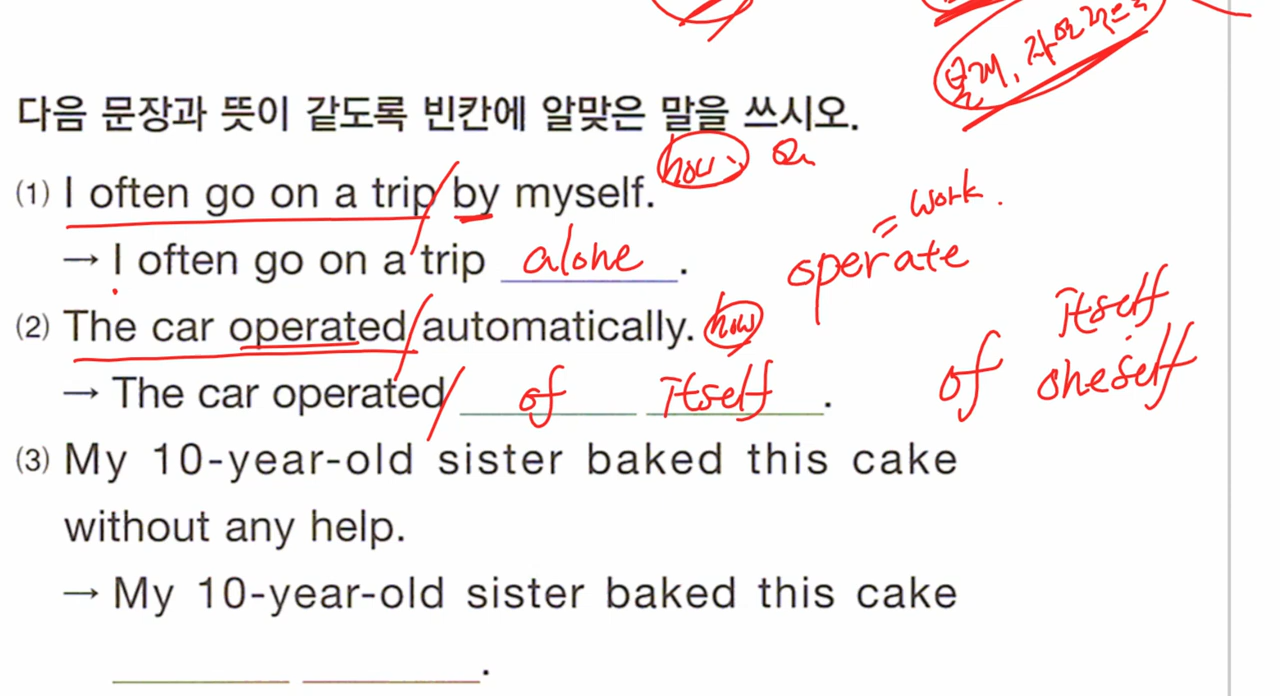 다음 문장과 뜻이 같도록 빈칸에 알맞은 말을 쓰시오.
how
(1) I often go on a trip / by myself.
= work.
→ I often go on a trip alone.
operate
(2) The car operated / automatically. how
itself
→ The car operated / of itself.
of oneself
(3) My 10-year-old sister baked this cake
without any help.
→ My 10-year-old sister baked this cake
.